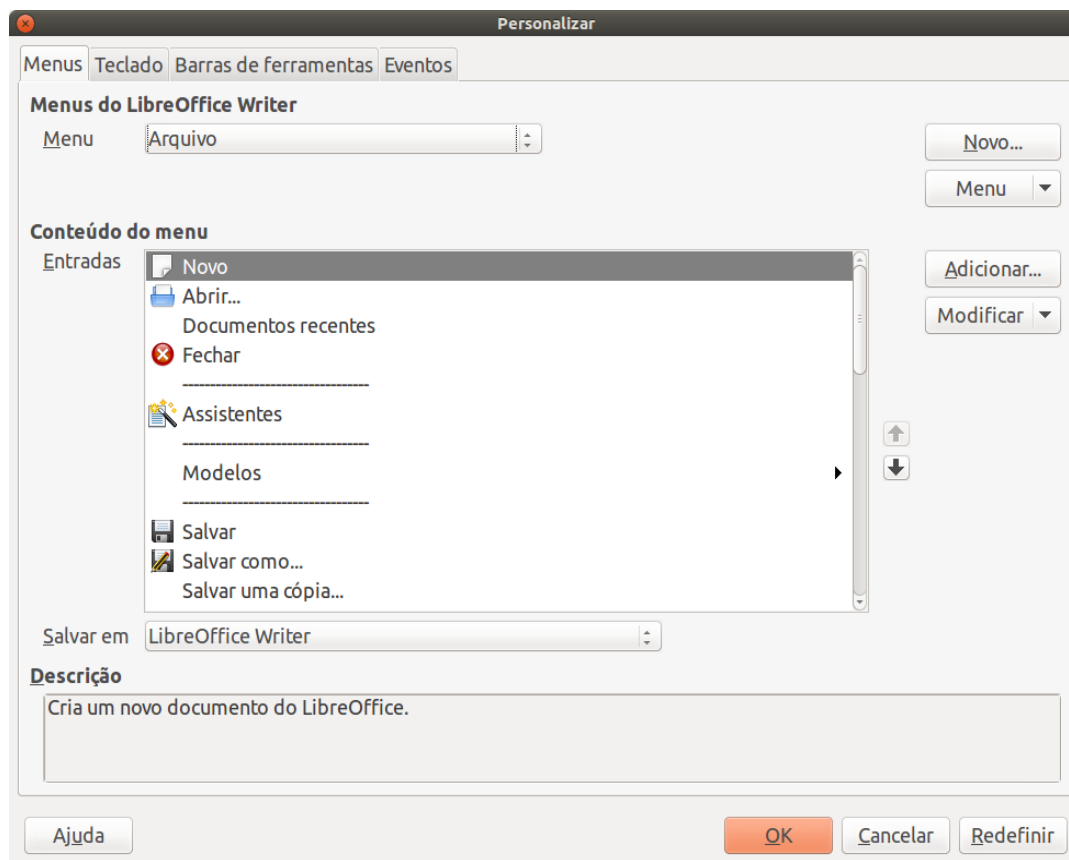 Personalizar
Menus Teclado Barras de ferramentas Eventos
Menus do LibreOffice Writer
Menu Arquivo
Novo...
Menu
Conteúdo do menu
Entradas
Novo
Adicionar...
Abrir...
Documentos recentes
Modificar
Fechar
----------------------------------
Assistentes
----------------------------------
Modelos
----------------------------------
Salvar
Salvar como...
Salvar uma cópia...
Salvar em LibreOffice Writer
Descrição
Cria um novo documento do LibreOffice.
Ajuda OK Cancelar Redefinir